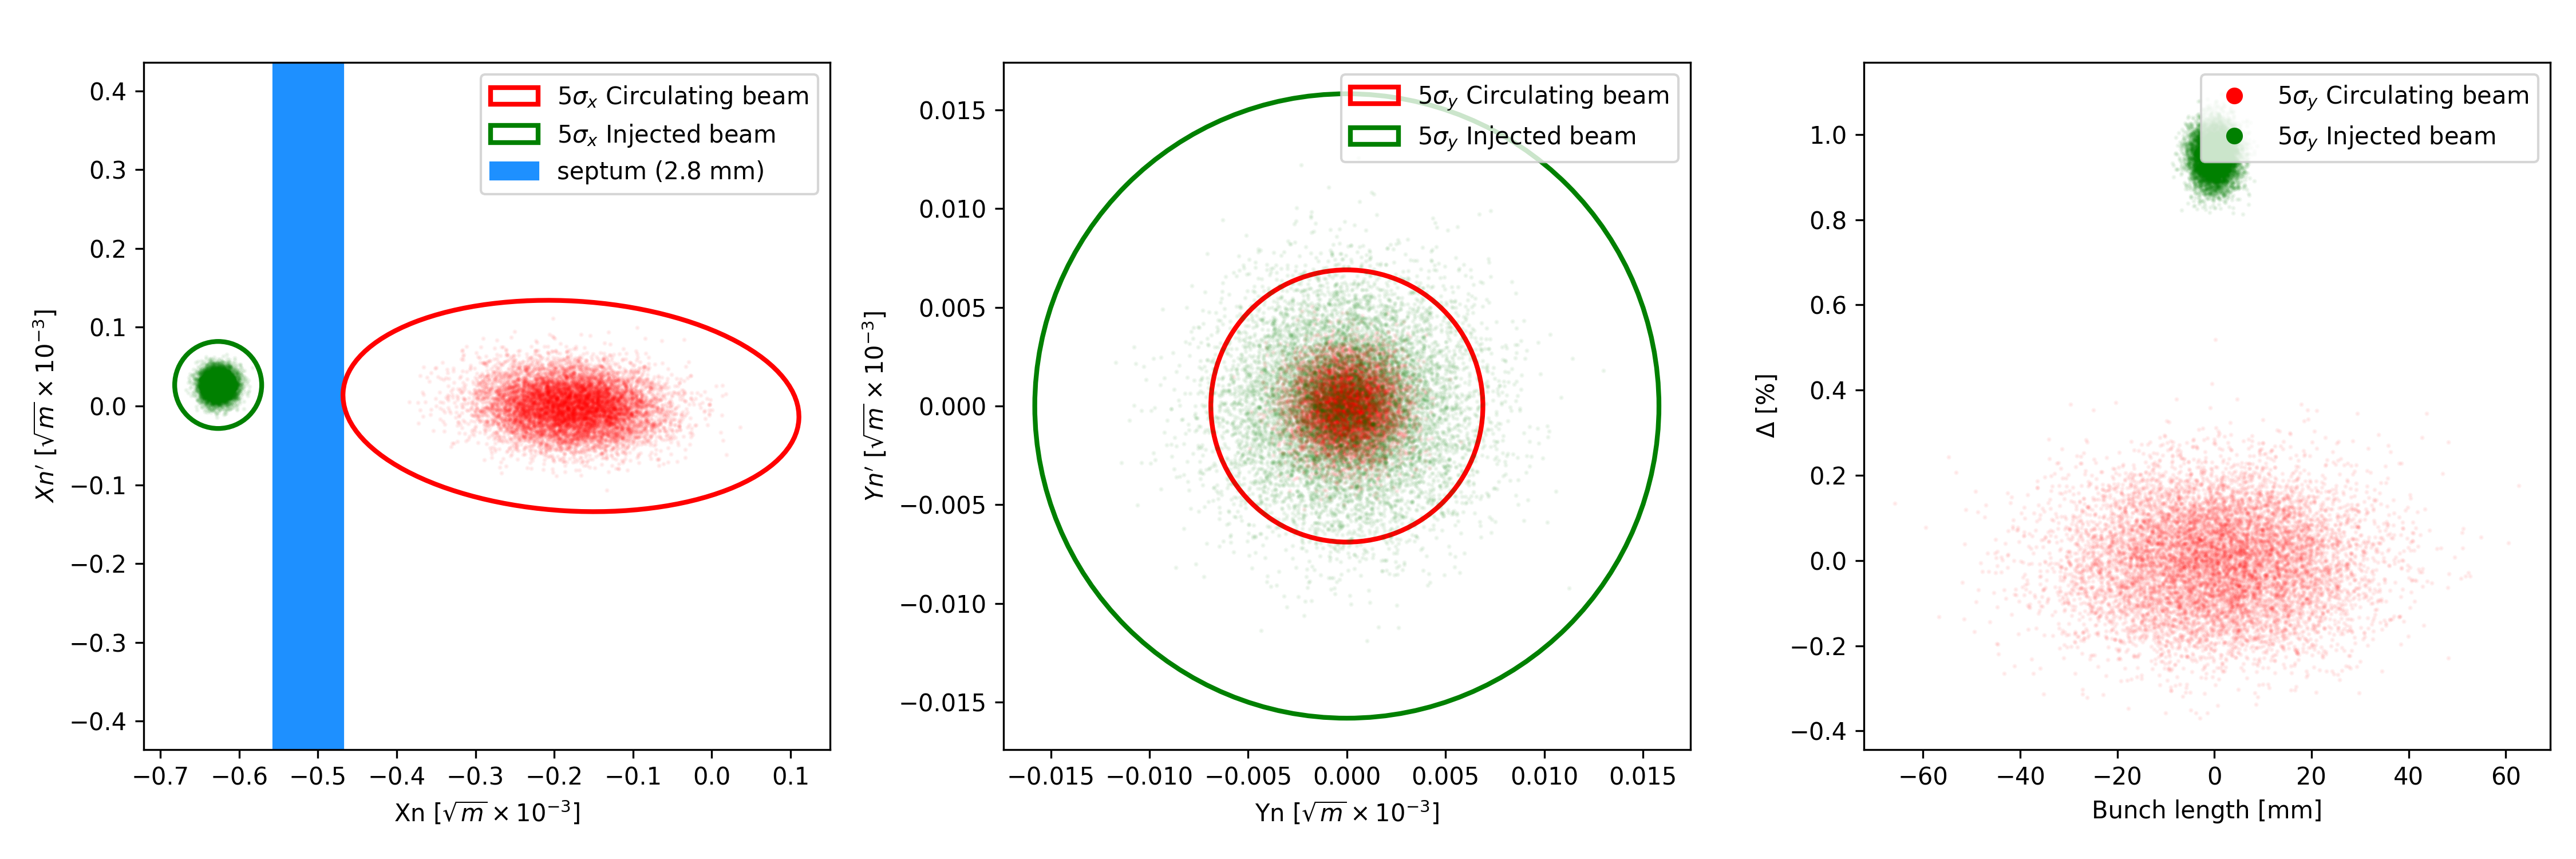 5σx Circulating beam
5σx Injected beam
septum (2.8 mm)
0.4
0.3
0.2
0.1
0.0
−0.1
−0.2
−0.3
−0.4
Xn′ [√m × 10⁻³]
−0.7 −0.6 −0.5 −0.4 −0.3 −0.2 −0.1 0.0 0.1
Xn [√m × 10⁻³]
5σy Circulating beam
5σy Injected beam
0.015
0.010
0.005
0.000
−0.005
−0.010
−0.015
Yn′ [√m × 10⁻³]
−0.015 −0.010 −0.005 0.000 0.005 0.010 0.015
Yn [√m × 10⁻³]
5σy Circulating beam
5σy Injected beam
1.0
0.8
0.6
0.4
0.2
0.0
−0.2
−0.4
Δ [%]
−60 −40 −20 0 20 40 60
Bunch length [mm]